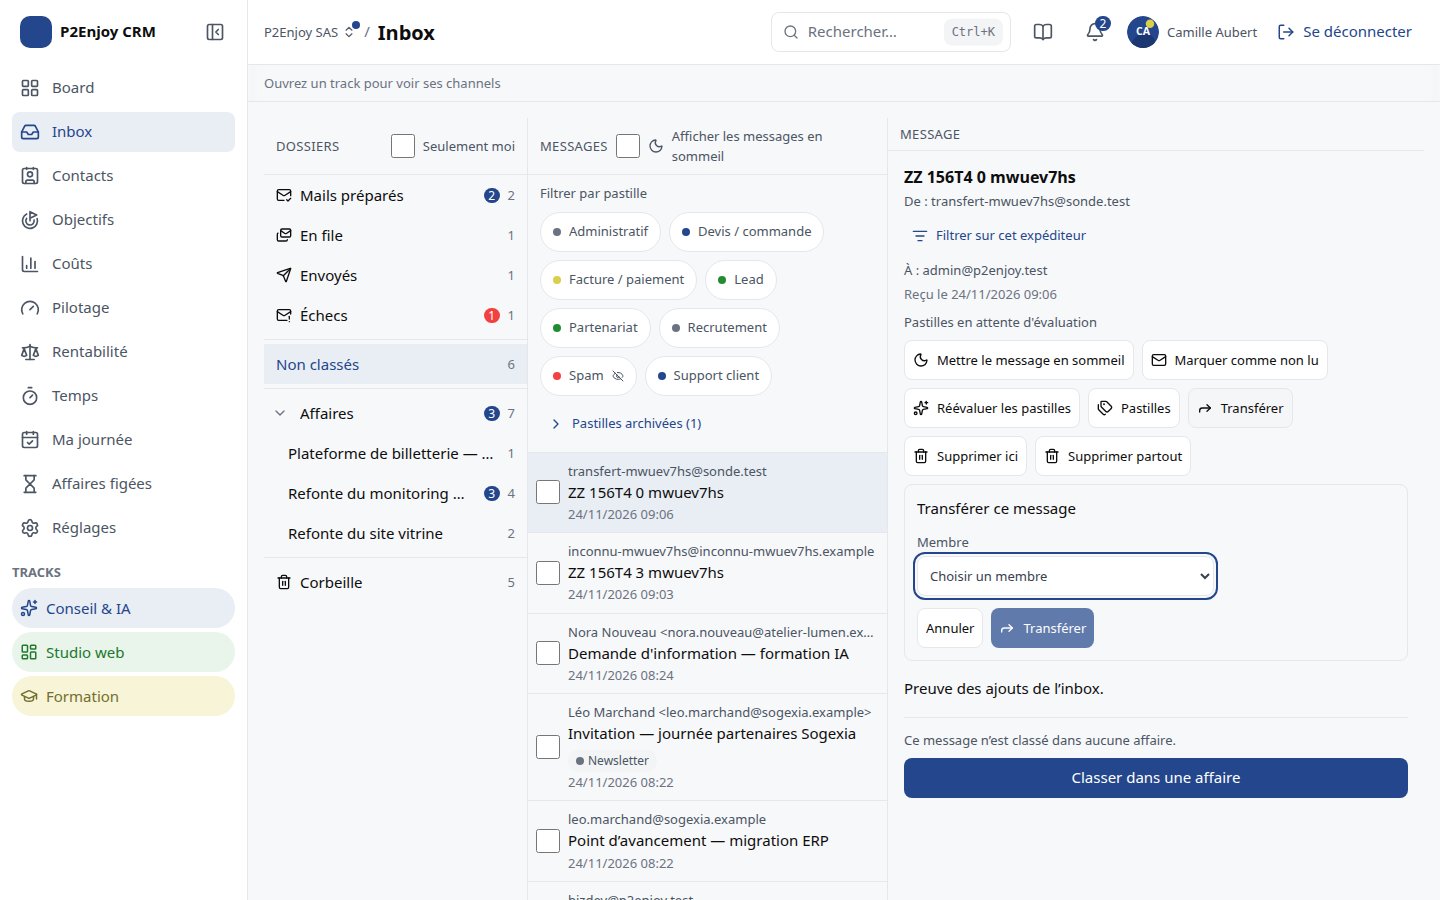 P2Enjoy CRM
Board
Inbox
Contacts
Objectifs
Coûts
Pilotage
Rentabilité
Temps
Ma journée
Affaires figées
Réglages
TRACKS
Conseil & IA
Studio web
Formation
P2Enjoy SAS / Inbox
Rechercher... Ctrl+K
2
CA Camille Aubert
Se déconnecter
Ouvrez un track pour voir ses channels
DOSSIERS Seulement moi
Mails préparés 2 2
En file 1
Envoyés 1
Échecs 1 1
Non classés 6
Affaires 3 7
Plateforme de billetterie — ... 1
Refonte du monitoring ... 3 4
Refonte du site vitrine 2
Corbeille 5
MESSAGES Afficher les messages en
sommeil
Filtrer par pastille
Administratif Devis / commande
Facture / paiement Lead
Partenariat Recrutement
Spam Support client
Pastilles archivées (1)
transfert-mwuev7hs@sonde.test
ZZ 156T4 0 mwuev7hs
24/11/2026 09:06
inconnu-mwuev7hs@inconnu-mwuev7hs.example
ZZ 156T4 3 mwuev7hs
24/11/2026 09:03
Nora Nouveau <nora.nouveau@atelier-lumen.ex...
Demande d'information — formation IA
24/11/2026 08:24
Léo Marchand <leo.marchand@sogexia.example>
Invitation — journée partenaires Sogexia
Newsletter
24/11/2026 08:22
leo.marchand@sogexia.example
Point d’avancement — migration ERP
24/11/2026 08:22
bizdev@p2enjoy.test
MESSAGE
ZZ 156T4 0 mwuev7hs
De : transfert-mwuev7hs@sonde.test
Filtrer sur cet expéditeur
À : admin@p2enjoy.test
Reçu le 24/11/2026 09:06
Pastilles en attente d'évaluation
Mettre le message en sommeil Marquer comme non lu
Réévaluer les pastilles Pastilles Transférer
Supprimer ici Supprimer partout
Transférer ce message
Membre
Choisir un membre
Annuler Transférer
Preuve des ajouts de l’inbox.
Ce message n’est classé dans aucune affaire.
Classer dans une affaire